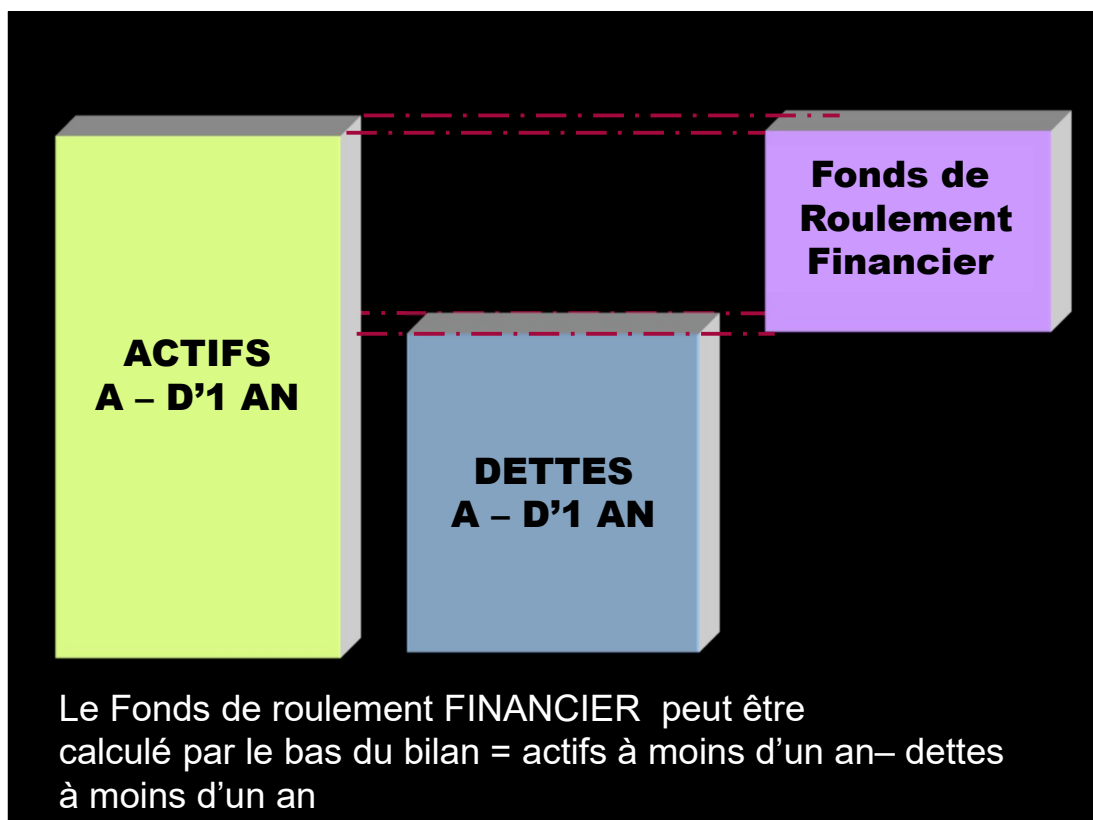 Fonds de
Roulement
Financier
ACTIFS
A – D’1 AN
DETTES
A – D’1 AN
Le Fonds de roulement FINANCIER  peut être
calculé par le bas du bilan = actifs à moins d’un an– dettes
à moins d’un an